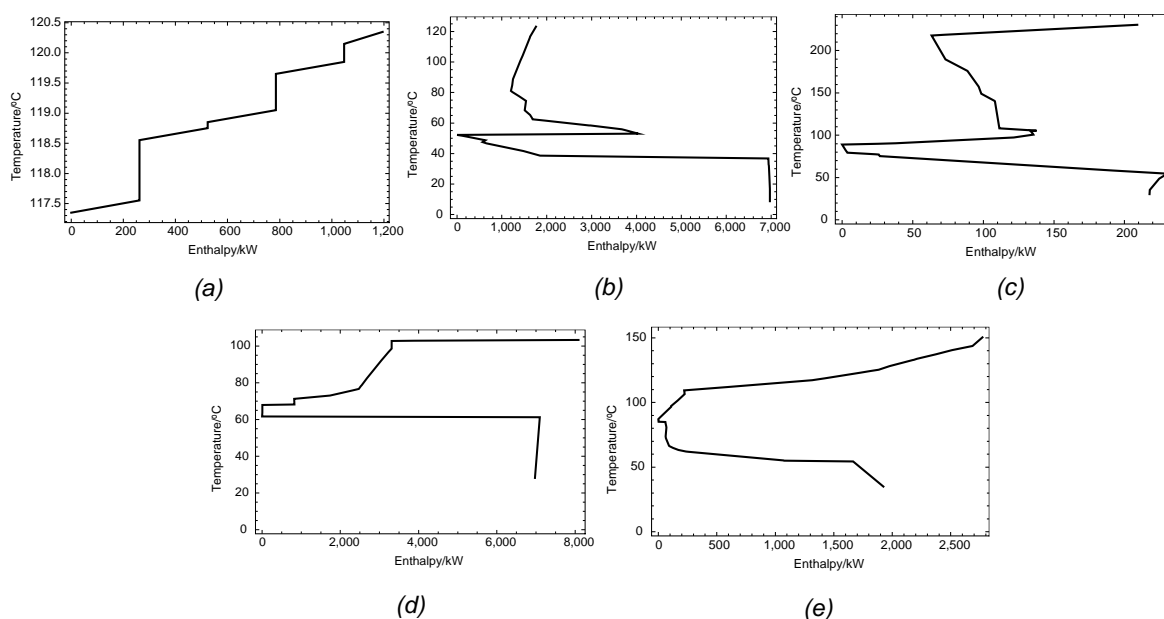 120.5
120.0
119.5
119.0
118.5
118.0
117.5
Temperature/ºC
0 200 400 600 800 1,000 1,200
Enthalpy/kW
(a)
120
100
80
60
40
20
0
Temperature/ºC
0 1,000 2,000 3,000 4,000 5,000 6,000 7,000
Enthalpy/kW
(b)
200
150
100
50
0
Temperature/ºC
0 50 100 150 200
Enthalpy/kW
(c)
100
80
60
40
20
0
Temperature/ºC
0 2,000 4,000 6,000 8,000
Enthalpy/kW
(d)
150
100
50
0
Temperature/ºC
0 500 1,000 1,500 2,000 2,500
Enthalpy/kW
(e)